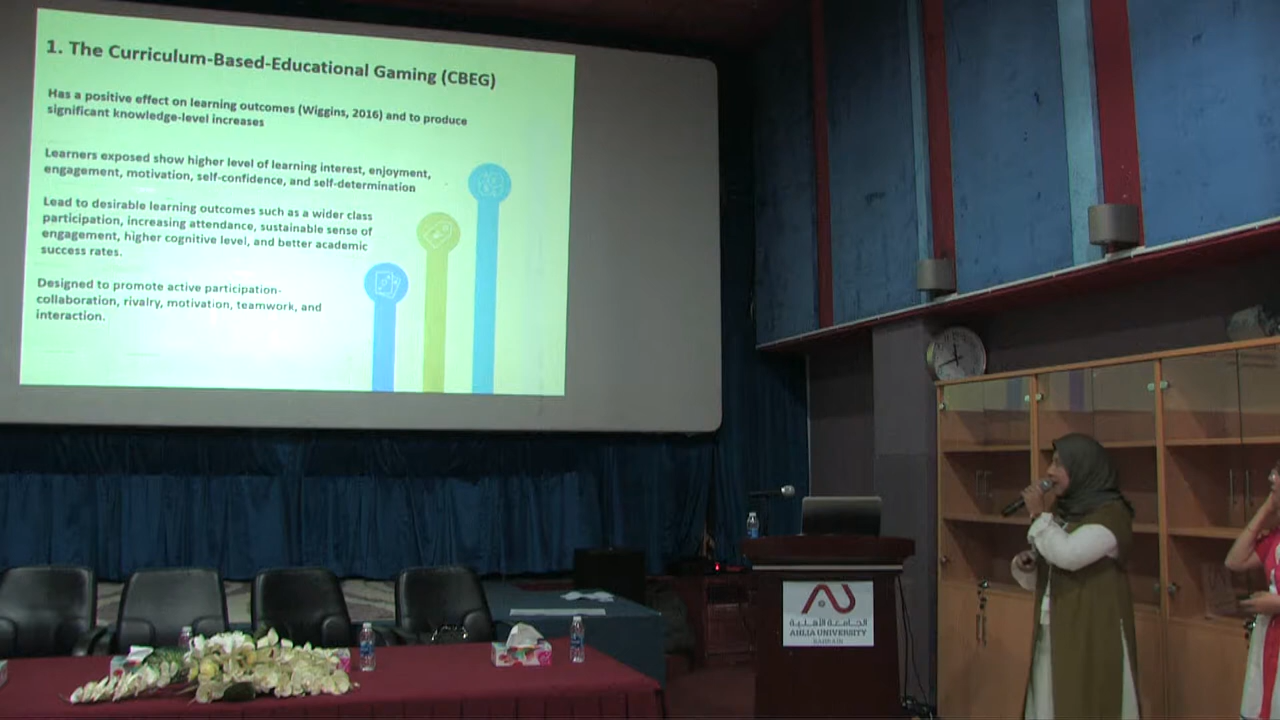 1. The Curriculum-Based-Educational Gaming (CBEG)
Has a positive effect on learning outcomes (Wiggins, 2016) and to produce
significant knowledge-level increases
Learners exposed show higher level of learning interest, enjoyment,
engagement, motivation, self-confidence, and self-determination
Lead to desirable learning outcomes such as a wider class
participation, increasing attendance, sustainable sense of
engagement, higher cognitive level, and better academic
success rates.
Designed to promote active participation-
collaboration, rivalry, motivation, teamwork, and
interaction.
الجامعة الأهلية
AHLIA UNIVERSITY
BAHRAIN